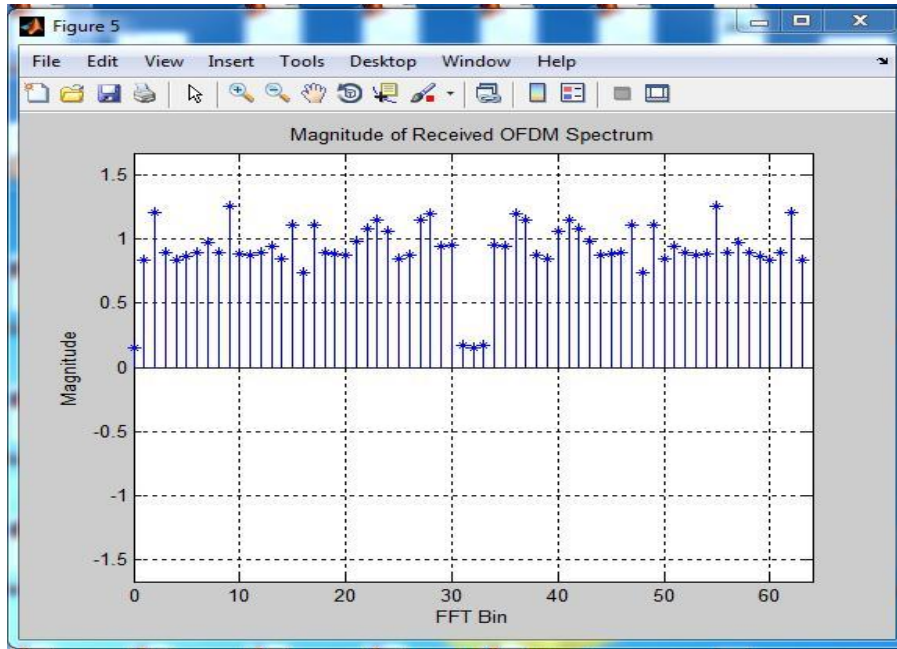 Figure 5
File Edit View Insert Tools Desktop Window Help
Magnitude of Received OFDM Spectrum
1.5
1
0.5
0
-0.5
-1
-1.5
Magnitude
0 10 20 30 40 50 60
FFT Bin